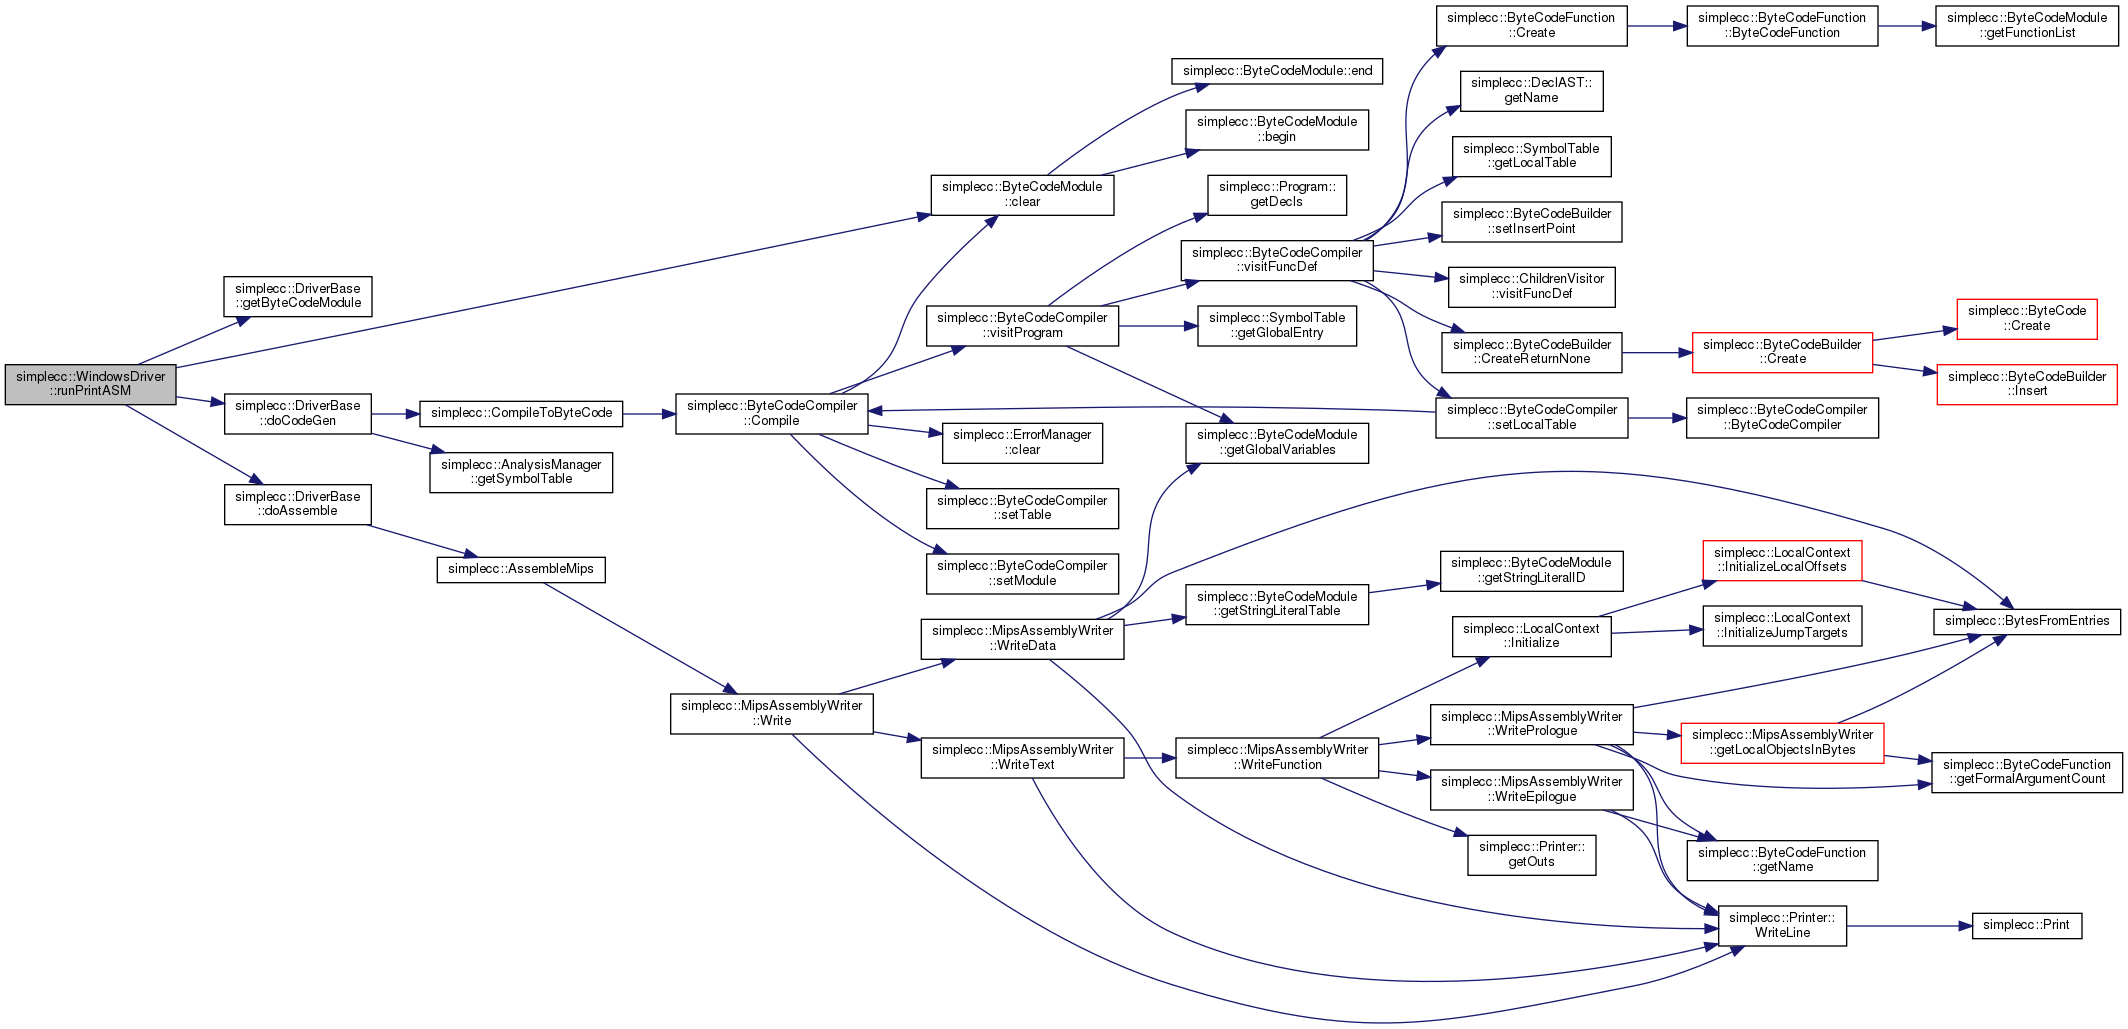 simplecc::WindowsDriver
::runPrintASM
simplecc::DriverBase
::getByteCodeModule
simplecc::DriverBase
::doCodeGen
simplecc::DriverBase
::doAssemble
simplecc::CompileToByteCode
simplecc::AnalysisManager
::getSymbolTable
simplecc::AssembleMips
simplecc::ByteCodeCompiler
::Compile
simplecc::MipsAssemblyWriter
::Write
simplecc::ByteCodeModule
::clear
simplecc::ByteCodeCompiler
::visitProgram
simplecc::ErrorManager
::clear
simplecc::ByteCodeCompiler
::setTable
simplecc::ByteCodeCompiler
::setModule
simplecc::MipsAssemblyWriter
::WriteData
simplecc::MipsAssemblyWriter
::WriteText
simplecc::ByteCodeModule::end
simplecc::ByteCodeModule
::begin
simplecc::Program::
getDecls
simplecc::ByteCodeCompiler
::visitFuncDef
simplecc::SymbolTable
::getGlobalEntry
simplecc::ByteCodeModule
::getGlobalVariables
simplecc::ByteCodeModule
::getStringLiteralTable
simplecc::MipsAssemblyWriter
::WriteFunction
simplecc::ByteCodeFunction
::Create
simplecc::DeclAST::
getName
simplecc::SymbolTable
::getLocalTable
simplecc::ByteCodeBuilder
::setInsertPoint
simplecc::ChildrenVisitor
::visitFuncDef
simplecc::ByteCodeBuilder
::CreateReturnNone
simplecc::ByteCodeCompiler
::setLocalTable
simplecc::ByteCodeModule
::getStringLiteralID
simplecc::LocalContext
::Initialize
simplecc::MipsAssemblyWriter
::WritePrologue
simplecc::MipsAssemblyWriter
::WriteEpilogue
simplecc::Printer::
getOuts
simplecc::ByteCodeFunction
::ByteCodeFunction
simplecc::ByteCodeBuilder
::Create
simplecc::ByteCodeCompiler
::ByteCodeCompiler
simplecc::LocalContext
::InitializeLocalOffsets
simplecc::LocalContext
::InitializeJumpTargets
simplecc::MipsAssemblyWriter
::getLocalObjectsInBytes
simplecc::ByteCodeFunction
::getName
simplecc::Printer::
WriteLine
simplecc::ByteCodeModule
::getFunctionList
simplecc::ByteCode
::Create
simplecc::ByteCodeBuilder
::Insert
simplecc::BytesFromEntries
simplecc::ByteCodeFunction
::getFormalArgumentCount
simplecc::Print